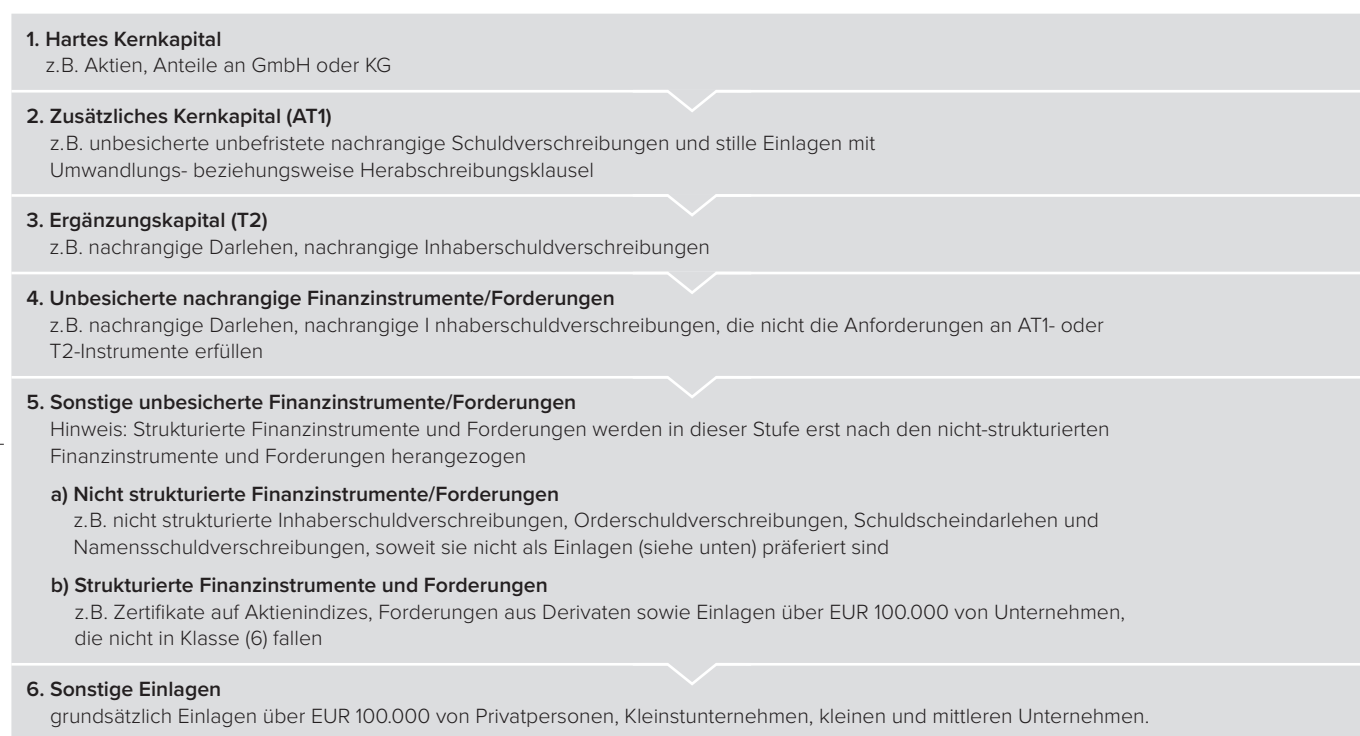 1. Hartes Kernkapital
z.B. Aktien, Anteile an GmbH oder KG
2. Zusätzliches Kernkapital (AT1)
z.B. unbesicherte unbefristete nachrangige Schuldverschreibungen und stille Einlagen mit
Umwandlungs- beziehungsweise Herabschreibungsklausel
3. Ergänzungskapital (T2)
z.B. nachrangige Darlehen, nachrangige Inhaberschuldverschreibungen
4. Unbesicherte nachrangige Finanzinstrumente/Forderungen
z.B. nachrangige Darlehen, nachrangige I nhaberschuldverschreibungen, die nicht die Anforderungen an AT1- oder
T2-Instrumente erfüllen
5. Sonstige unbesicherte Finanzinstrumente/Forderungen
Hinweis: Strukturierte Finanzinstrumente und Forderungen werden in dieser Stufe erst nach den nicht-strukturierten
Finanzinstrumente und Forderungen herangezogen
a) Nicht strukturierte Finanzinstrumente/Forderungen
z.B. nicht strukturierte Inhaberschuldverschreibungen, Orderschuldverschreibungen, Schuldscheindarlehen und
Namensschuldverschreibungen, soweit sie nicht als Einlagen (siehe unten) präferiert sind
b) Strukturierte Finanzinstrumente und Forderungen
z.B. Zertifikate auf Aktienindizes, Forderungen aus Derivaten sowie Einlagen über EUR 100.000 von Unternehmen,
die nicht in Klasse (6) fallen
6. Sonstige Einlagen
grundsätzlich Einlagen über EUR 100.000 von Privatpersonen, Kleinstunternehmen, kleinen und mittleren Unternehmen.